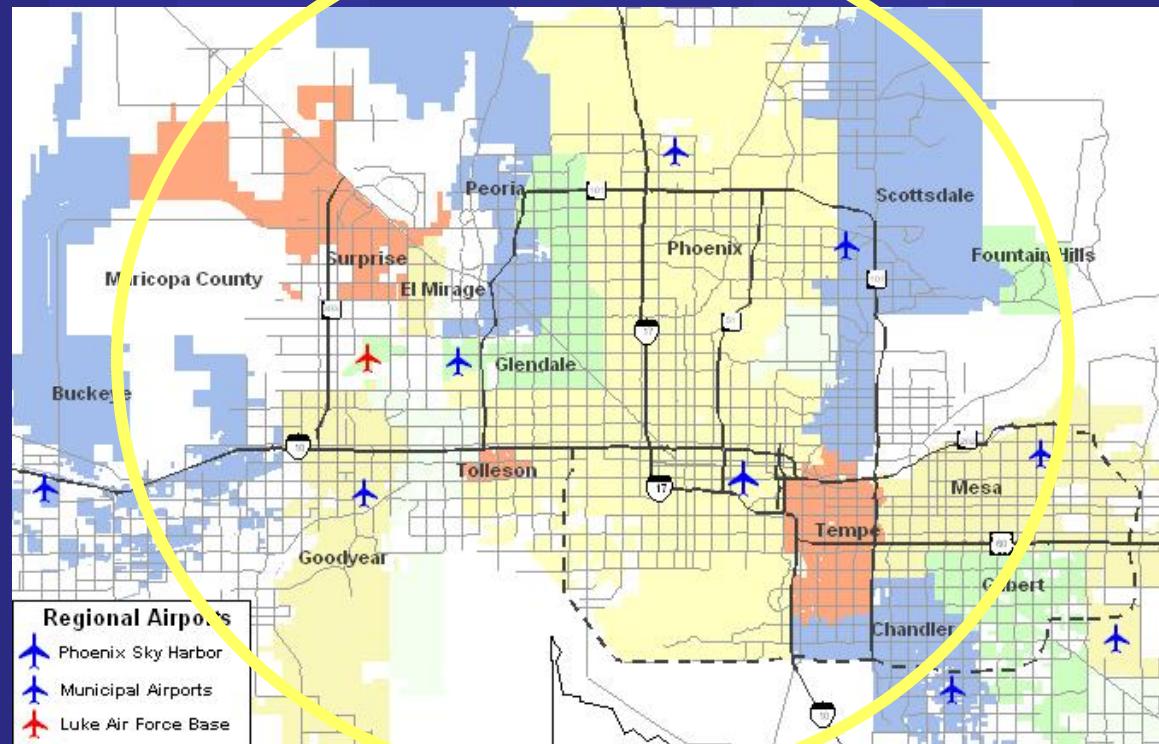 Peoria
101
Scottsdale
Phoenix
Fountain Hills
Surprise
Maricopa County
El Mirage
101
303
51
17
Glendale
Buckeye
10
Tolleson
17
Mesa
Tempe
60
Goodyear
Gilbert
Chandler
10
Regional Airports
Phoenix Sky Harbor
Municipal Airports
Luke Air Force Base